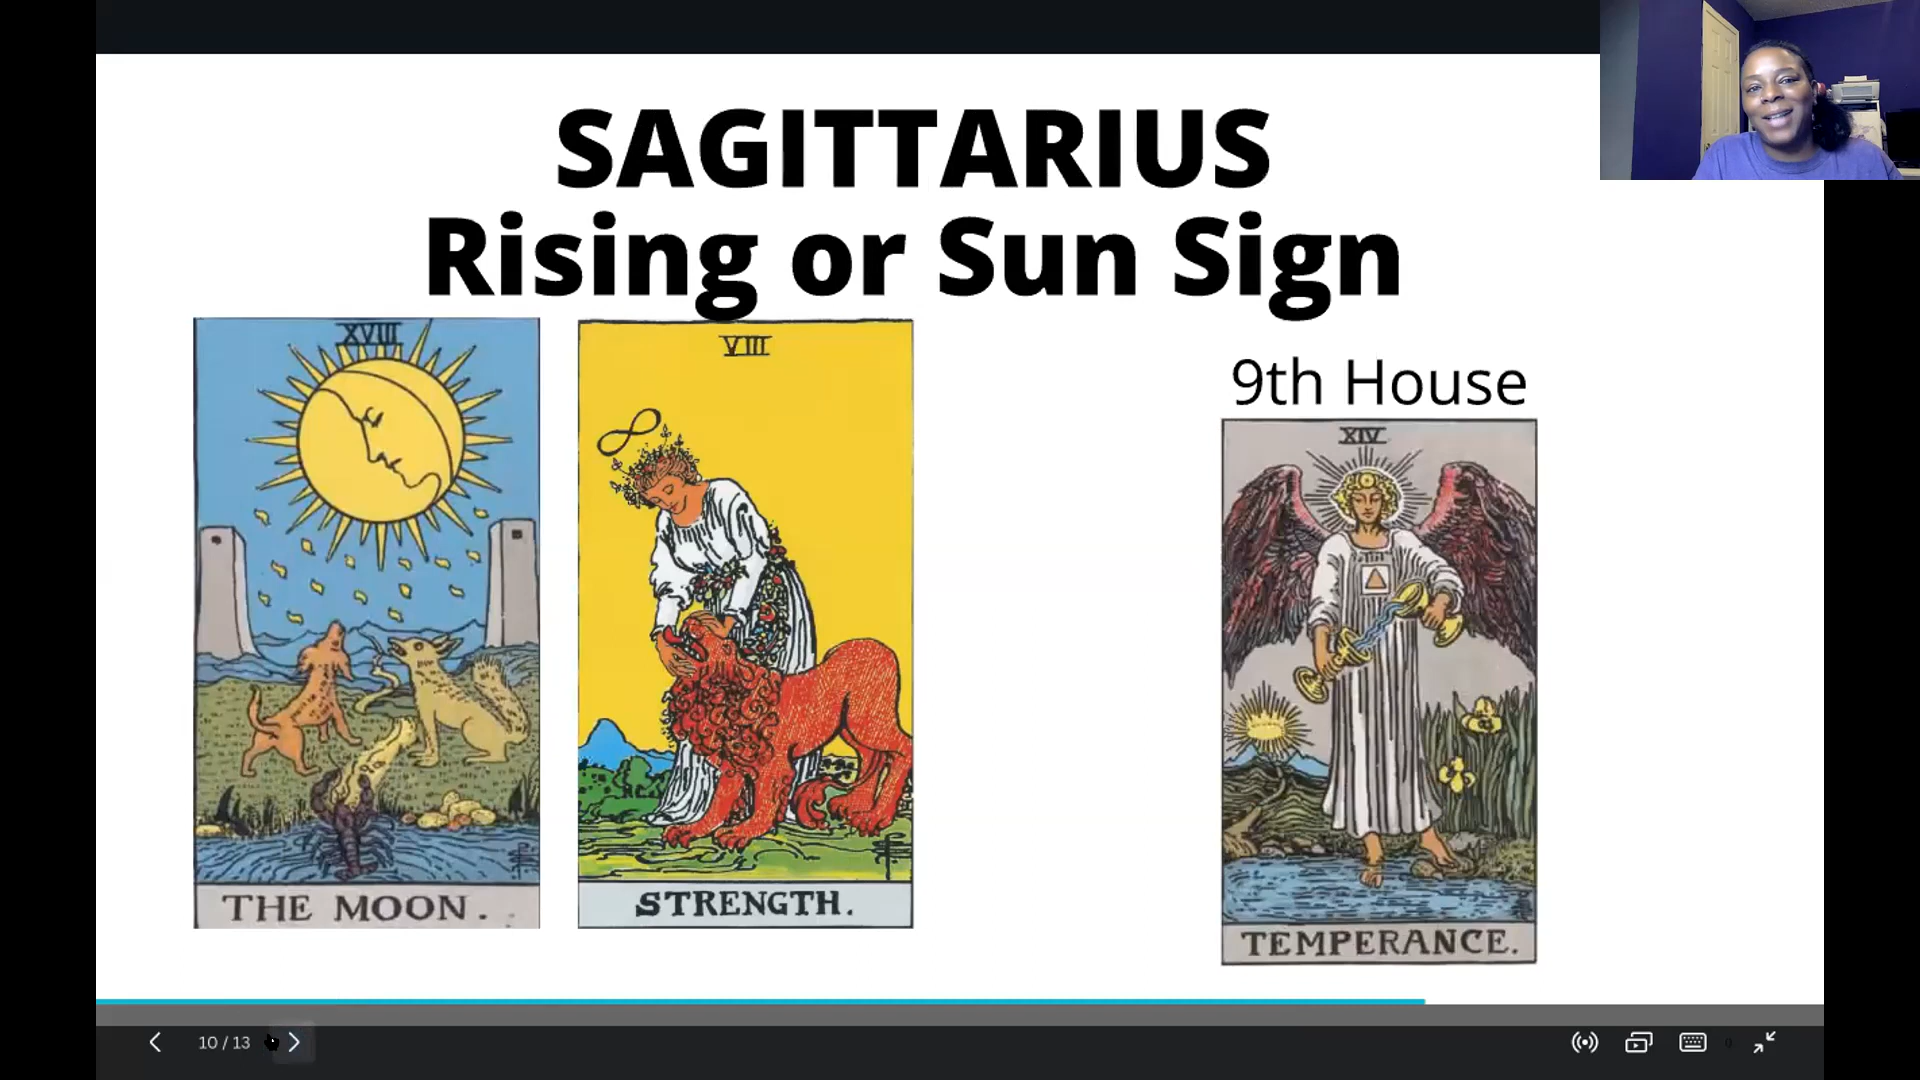 SAGITTARIUS
Rising or Sun Sign
XVIII
THE MOON.
VIII
STRENGTH.
9th House
XIV
TEMPERANCE.
10 / 13